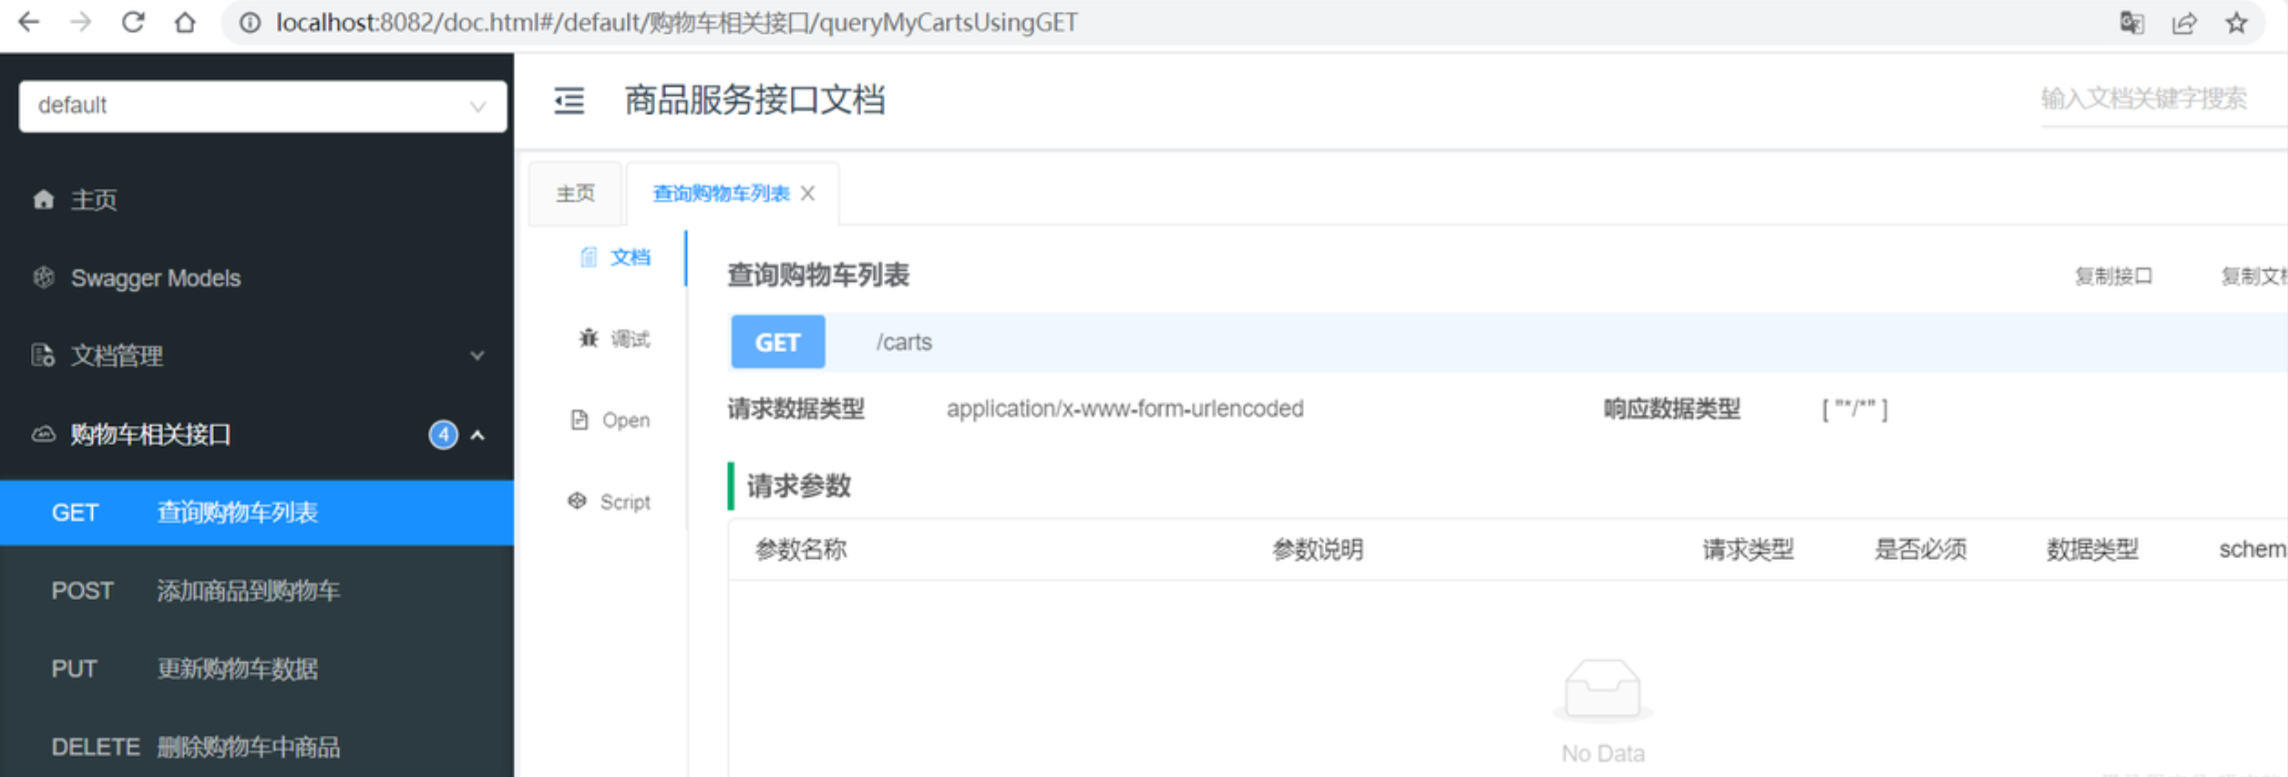 localhost:8082/doc.html#/default/购物车相关接口/queryMyCartsUsingGET
default
商品服务接口文档
输入文档关键字搜索
主页
Swagger Models
文档管理
购物车相关接口 4
GET 查询购物车列表
POST 添加商品到购物车
PUT 更新购物车数据
DELETE 删除购物车中商品
主页 查询购物车列表
文档
调试
Open
Script
查询购物车列表 复制接口 复制文
GET /carts
请求数据类型 application/x-www-form-urlencoded 响应数据类型 [ "*/*" ]
请求参数
参数名称 参数说明 请求类型 是否必须 数据类型 schem
No Data